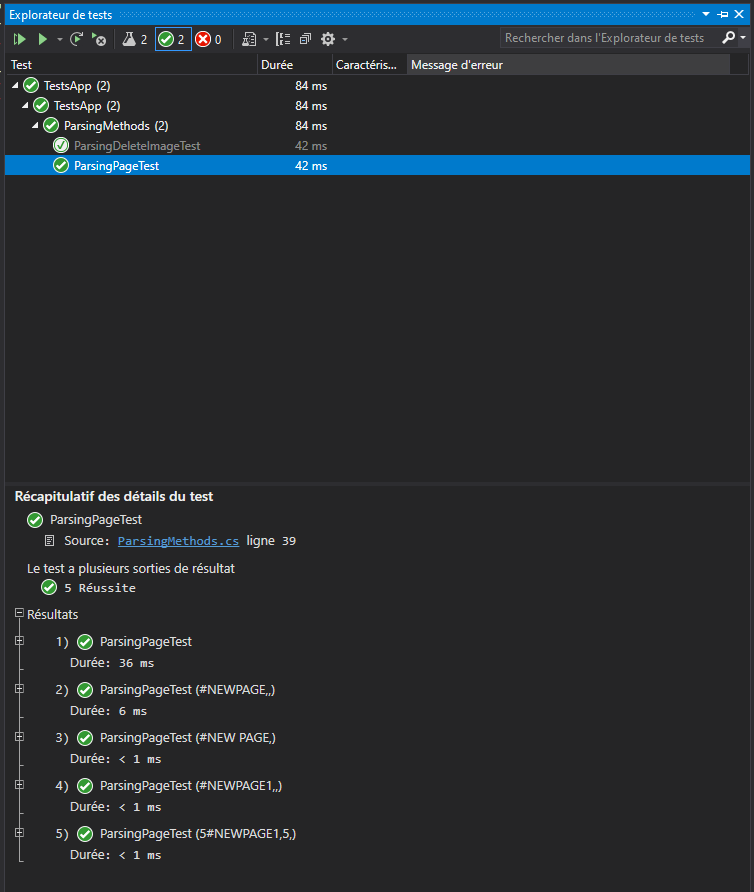 Explorateur de tests
2 2 0 Rechercher dans l'Explorateur de tests
Test Durée Caractéris... Message d'erreur
TestsApp (2) 84 ms
TestsApp (2) 84 ms
ParsingMethods (2) 84 ms
ParsingDeleteImageTest 42 ms
ParsingPageTest 42 ms
Récapitulatif des détails du test
ParsingPageTest
Source: ParsingMethods.cs ligne 39
Le test a plusieurs sorties de résultat
5 Réussite
Résultats
1) ParsingPageTest
Durée: 36 ms
2) ParsingPageTest (#NEWPAGE,,)
Durée: 6 ms
3) ParsingPageTest (#NEW PAGE,)
Durée: < 1 ms
4) ParsingPageTest (#NEWPAGE1,,)
Durée: < 1 ms
5) ParsingPageTest (5#NEWPAGE1,5,)
Durée: < 1 ms